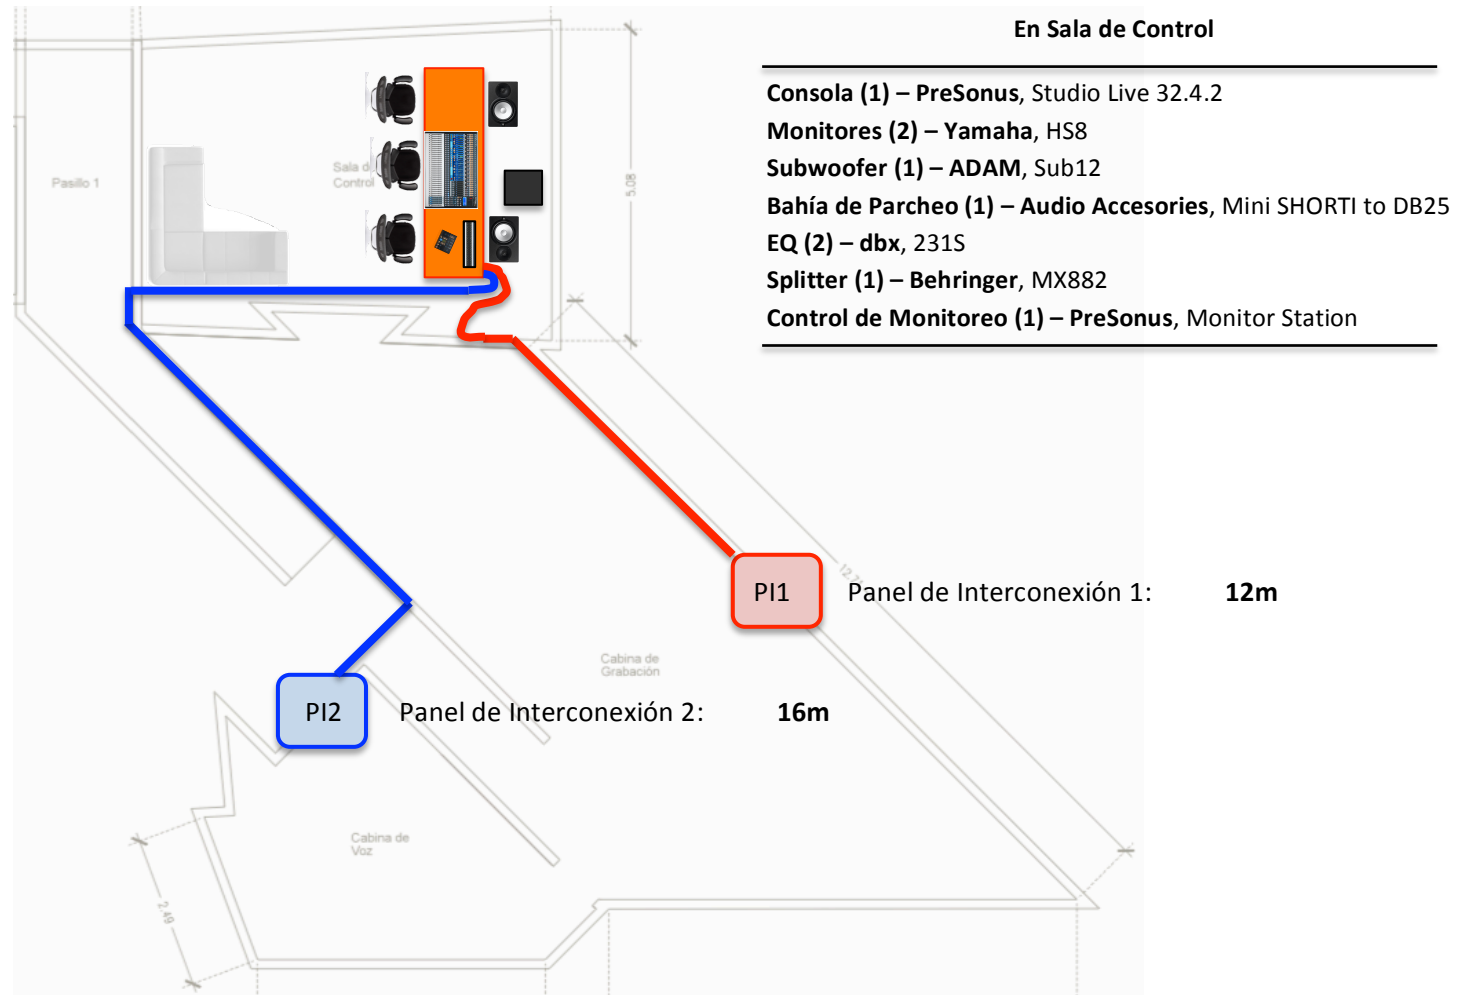 En Sala de Control
Consola (1) – PreSonus, Studio Live 32.4.2
Monitores (2) – Yamaha, HS8
Subwoofer (1) – ADAM, Sub12
Bahía de Parcheo (1) – Audio Accesories, Mini SHORTI to DB25
EQ (2) – dbx, 231S
Splitter (1) – Behringer, MX882
Control de Monitoreo (1) – PreSonus, Monitor Station
Pasillo 1
Sala de
Control
5.08
PI1
Panel de Interconexión 1: 12m
Cabina de
Grabación
PI2
Panel de Interconexión 2: 16m
Cabina de
Voz
2.49